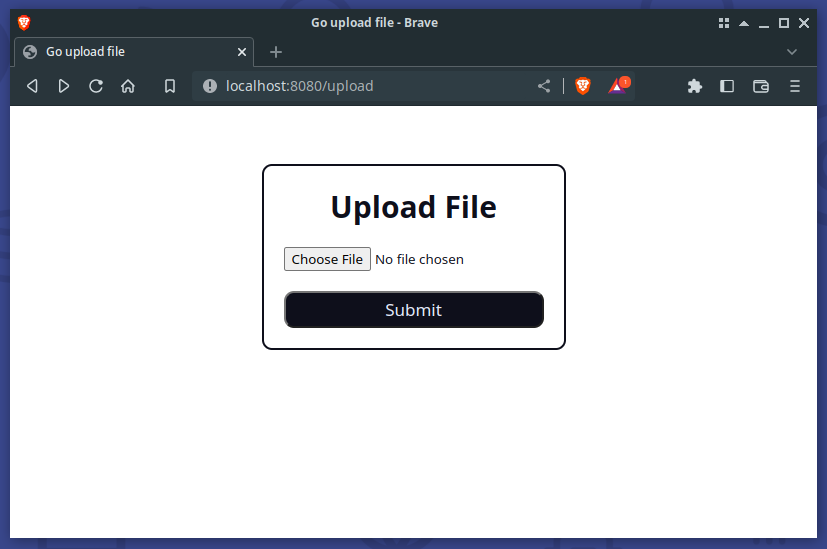 Go upload file - Brave
Go upload file
localhost:8080/upload
1
Upload File
Choose File No file chosen
Submit